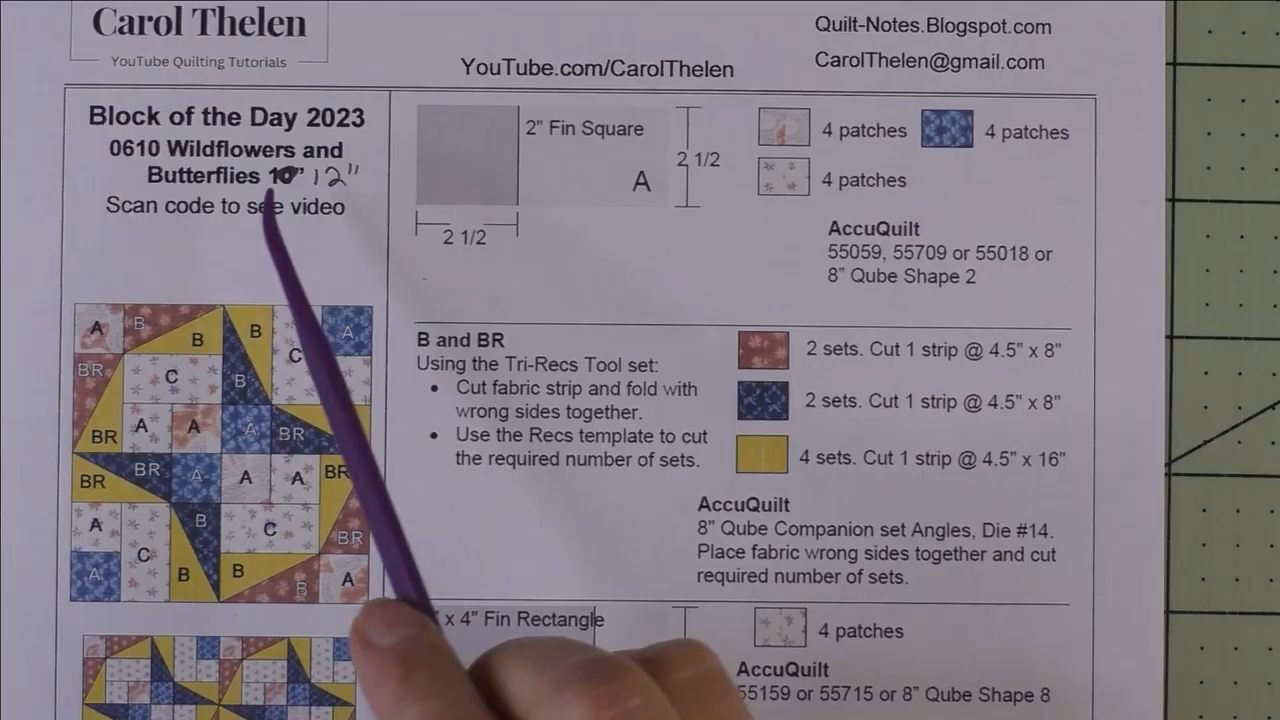 Carol Thelen
YouTube Quilting Tutorials
YouTube.com/CarolThelen
Quilt-Notes.Blogspot.com
CarolThelen@gmail.com
Block of the Day 2023
0610 Wildflowers and
Butterflies 10" 12"
Scan code to see video
A B B B C A
BR C B
BR A A A BR
BR BR A A A BR
A C B C BR
A B B B A
2" Fin Square
A
2 1/2
2 1/2
4 patches
4 patches
4 patches
AccuQuilt
55059, 55709 or 55018 or
8" Qube Shape 2
B and BR
Using the Tri-Recs Tool set:
• Cut fabric strip and fold with
wrong sides together.
• Use the Recs template to cut
the required number of sets.
2 sets. Cut 1 strip @ 4.5" x 8"
2 sets. Cut 1 strip @ 4.5" x 8"
4 sets. Cut 1 strip @ 4.5" x 16"
AccuQuilt
8" Qube Companion set Angles, Die #14.
Place fabric wrong sides together and cut
required number of sets.
x 4" Fin Rectangle
4 patches
AccuQuilt
55159 or 55715 or 8" Qube Shape 8